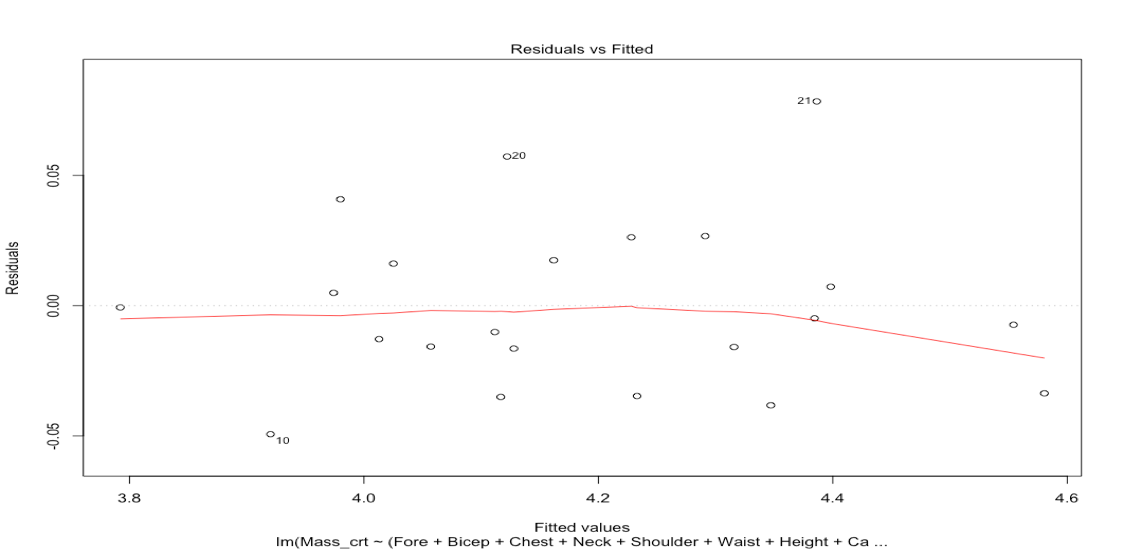 Residuals vs Fitted
21
20
10
Residuals
-0.05
0.00
0.05
3.8
4.0
4.2
4.4
4.6
Fitted values
lm(Mass_crt ~ (Fore + Bicep + Chest + Neck + Shoulder + Waist + Height + Ca ...